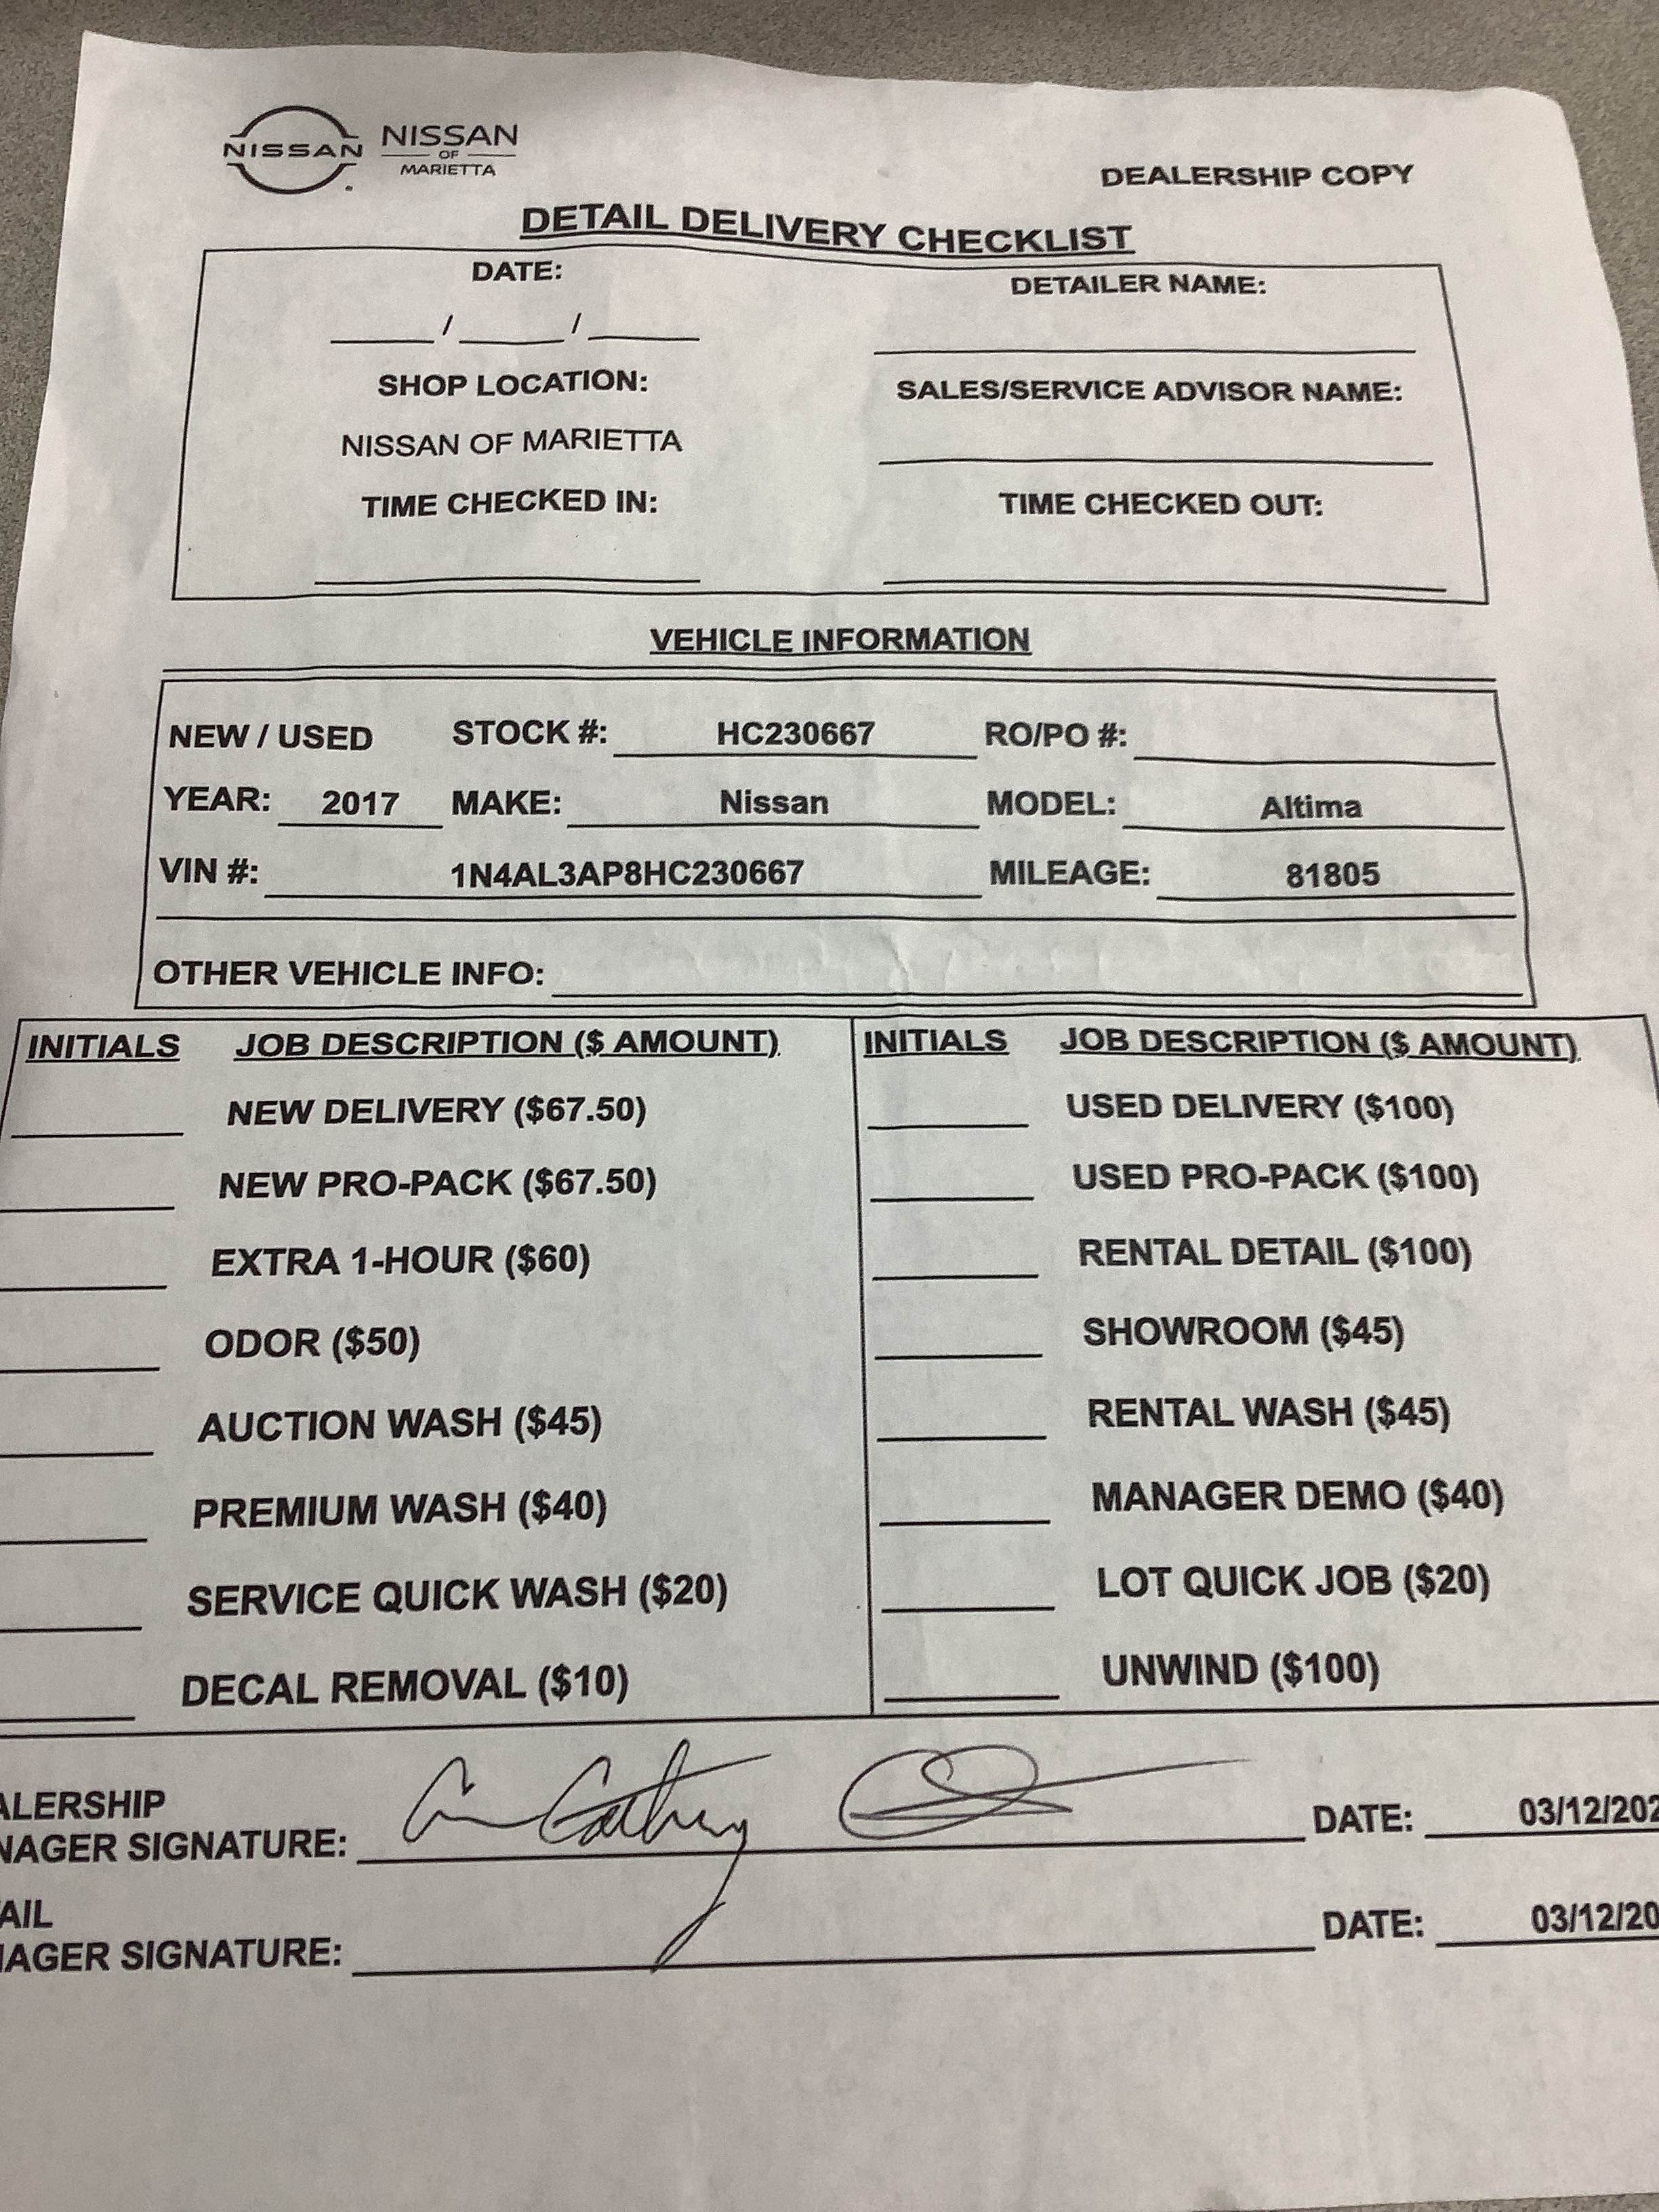 NISSAN NISSAN
OF
MARIETTA
DEALERSHIP COPY
DETAIL DELIVERY CHECKLIST
DATE: DETAILER NAME:
____/____/____
SHOP LOCATION: SALES/SERVICE ADVISOR NAME:
NISSAN OF MARIETTA
TIME CHECKED IN: TIME CHECKED OUT:
VEHICLE INFORMATION
NEW / USED STOCK #: HC230667 RO/PO #:
YEAR: 2017 MAKE: Nissan MODEL: Altima
VIN #: 1N4AL3AP8HC230667 MILEAGE: 81805
OTHER VEHICLE INFO:
INITIALS JOB DESCRIPTION ($ AMOUNT)
NEW DELIVERY ($67.50)
NEW PRO-PACK ($67.50)
EXTRA 1-HOUR ($60)
ODOR ($50)
AUCTION WASH ($45)
PREMIUM WASH ($40)
SERVICE QUICK WASH ($20)
DECAL REMOVAL ($10)
INITIALS JOB DESCRIPTION ($ AMOUNT)
USED DELIVERY ($100)
USED PRO-PACK ($100)
RENTAL DETAIL ($100)
SHOWROOM ($45)
RENTAL WASH ($45)
MANAGER DEMO ($40)
LOT QUICK JOB ($20)
UNWIND ($100)
ALERSHIP
NAGER SIGNATURE: DATE: 03/12/202
AIL
AGER SIGNATURE: DATE: 03/12/20